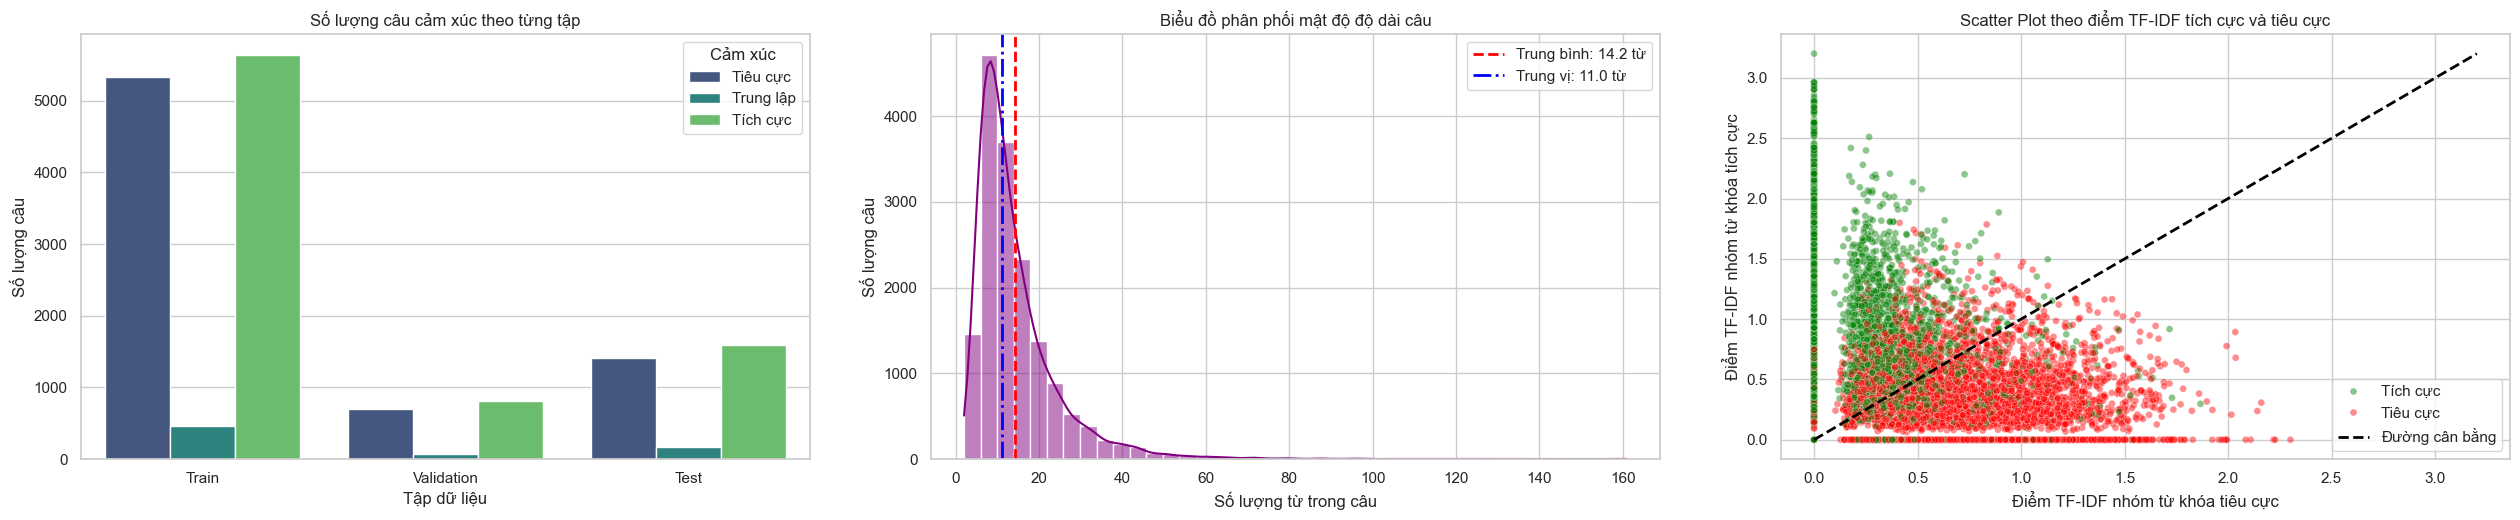 Số lượng câu cảm xúc theo từng tập
Số lượng câu
5000
4000
3000
2000
1000
0
Train
Validation
Test
Tập dữ liệu
Cảm xúc
Tiêu cực
Trung lập
Tích cực
Biểu đồ phân phối mật độ độ dài câu
Số lượng câu
4000
3000
2000
1000
0
0
20
40
60
80
100
120
140
160
Số lượng từ trong câu
Trung bình: 14.2 từ
Trung vị: 11.0 từ
Scatter Plot theo điểm TF-IDF tích cực và tiêu cực
Điểm TF-IDF nhóm từ khóa tích cực
3.0
2.5
2.0
1.5
1.0
0.5
0.0
0.0
0.5
1.0
1.5
2.0
2.5
3.0
Điểm TF-IDF nhóm từ khóa tiêu cực
Tích cực
Tiêu cực
Đường cân bằng